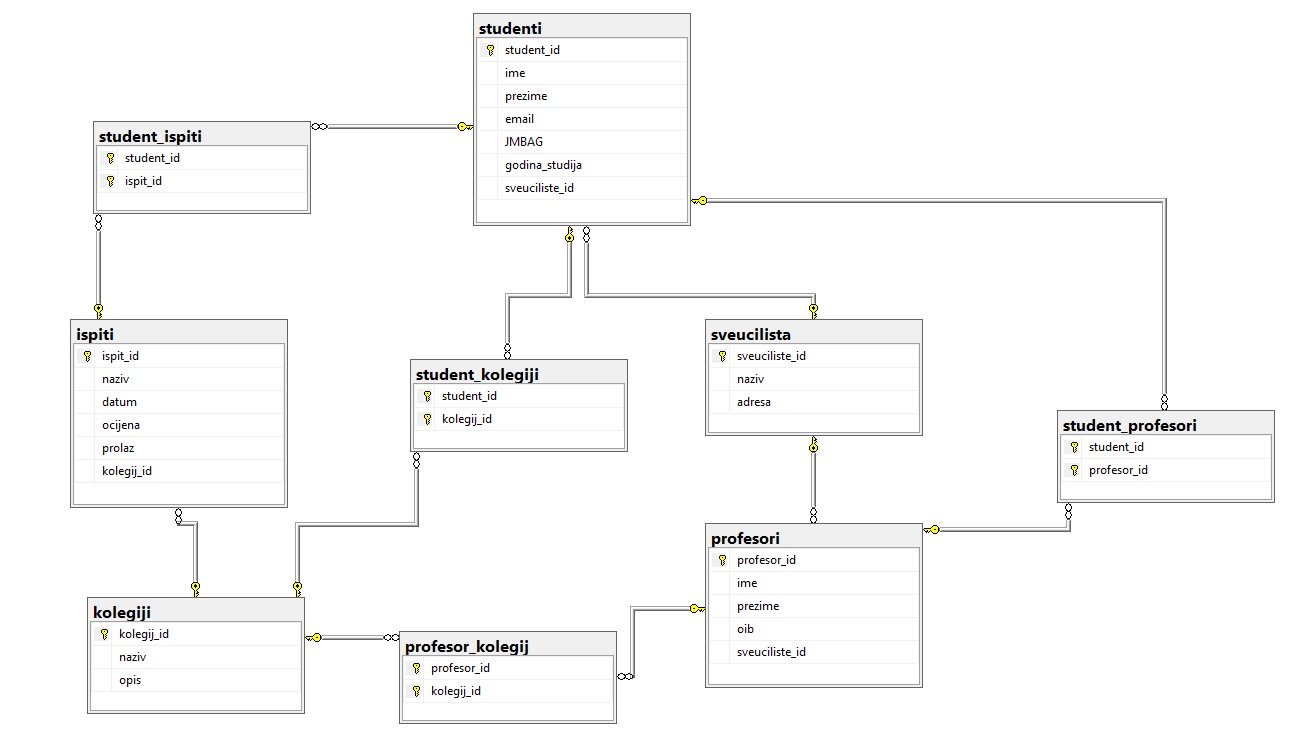 studenti
student_id
ime
prezime
email
JMBAG
godina_studija
sveuciliste_id
student_ispiti
student_id
ispit_id
ispiti
ispit_id
naziv
datum
ocijena
prolaz
kolegij_id
student_kolegiji
student_id
kolegij_id
sveucilista
sveuciliste_id
naziv
adresa
student_profesori
student_id
profesor_id
profesori
profesor_id
ime
prezime
oib
sveuciliste_id
kolegiji
kolegij_id
naziv
opis
profesor_kolegij
profesor_id
kolegij_id